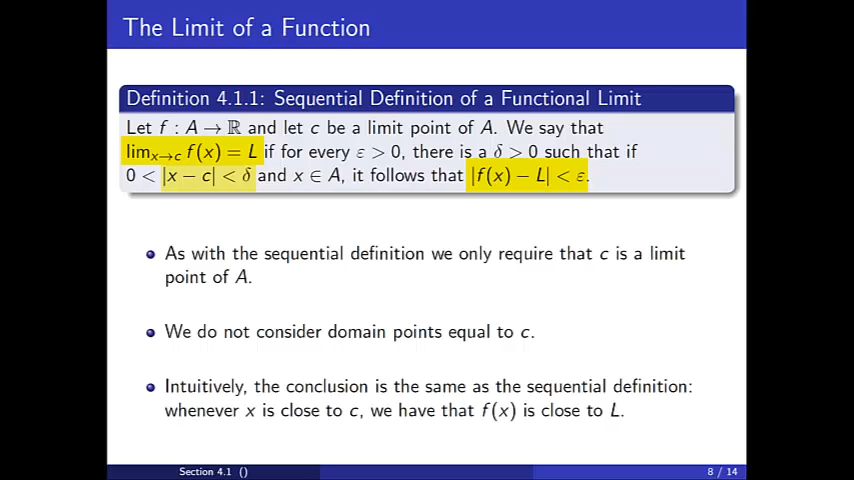 The Limit of a Function
Definition 4.1.1: Sequential Definition of a Functional Limit
Let f : A → ℝ and let c be a limit point of A. We say that
lim_{x→c} f(x) = L if for every ε > 0, there is a δ > 0 such that if
0 < |x − c| < δ and x ∈ A, it follows that |f(x) − L| < ε.
As with the sequential definition we only require that c is a limit
point of A.
We do not consider domain points equal to c.
Intuitively, the conclusion is the same as the sequential definition:
whenever x is close to c, we have that f(x) is close to L.
Section 4.1 ()
8 / 14